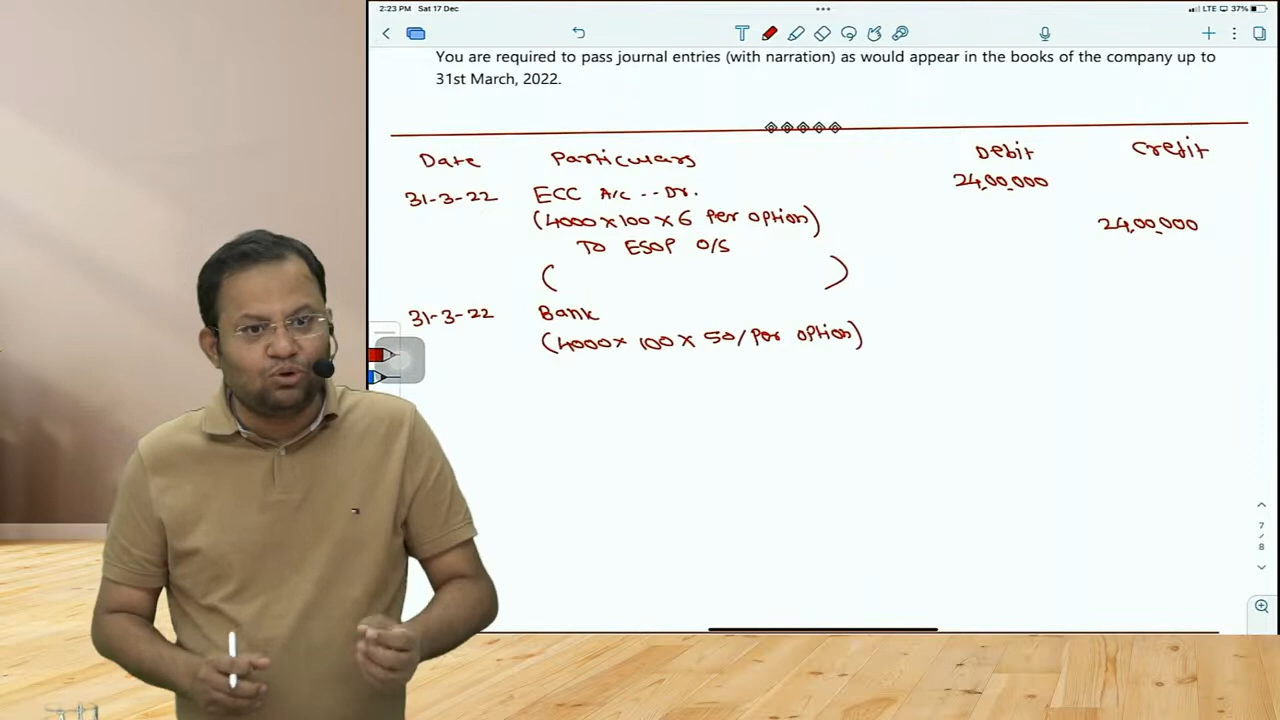 2:23 PM Sat 17 Dec
LTE 37%
You are required to pass journal entries (with narration) as would appear in the books of the company up to
31st March, 2022.
Date Particulars Debit Credit
31-3-22 ECC A/c -- Dr. 24,00,000
(4000×100×6 Per option) 24,00,000
To ESOP O/S
( )
31-3-22 Bank
(4000× 100× 50/Per option)
7
/
8